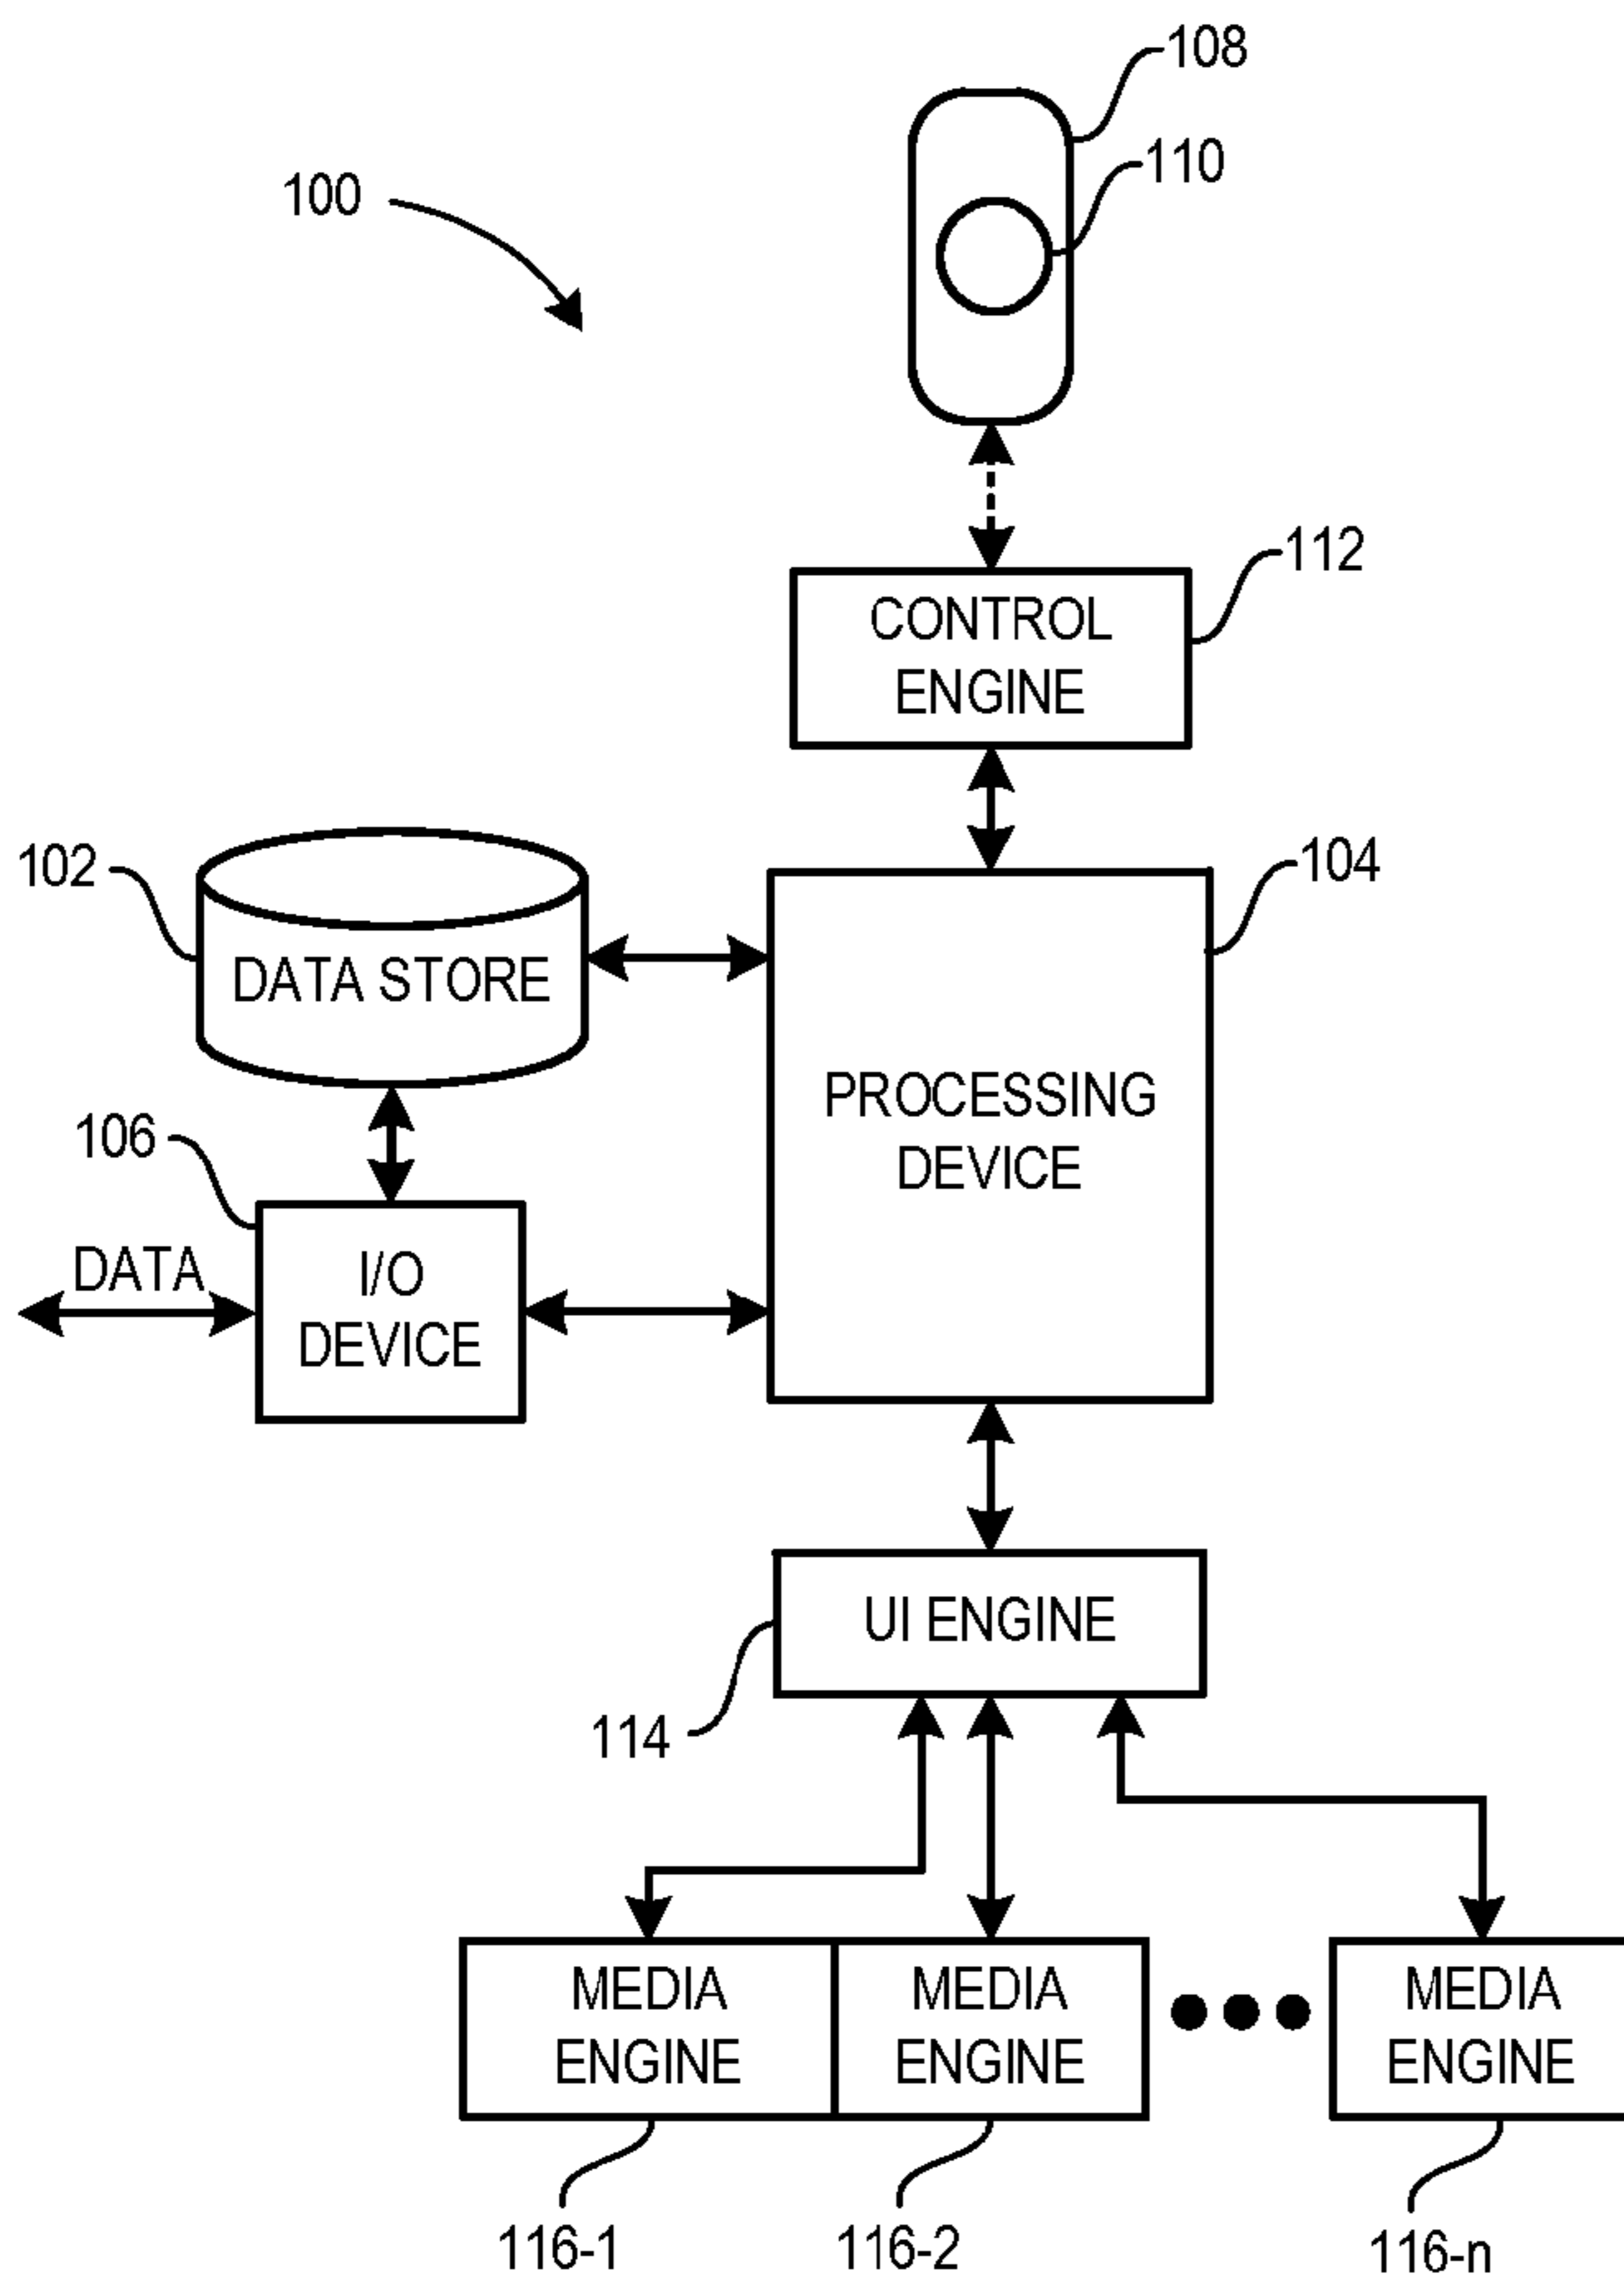 108
110
100
112
CONTROL
ENGINE
102
104
DATA STORE
PROCESSING
DEVICE
106
DATA
I/O
DEVICE
UI ENGINE
114
MEDIA
ENGINE
MEDIA
ENGINE
MEDIA
ENGINE
116-1
116-2
116-n